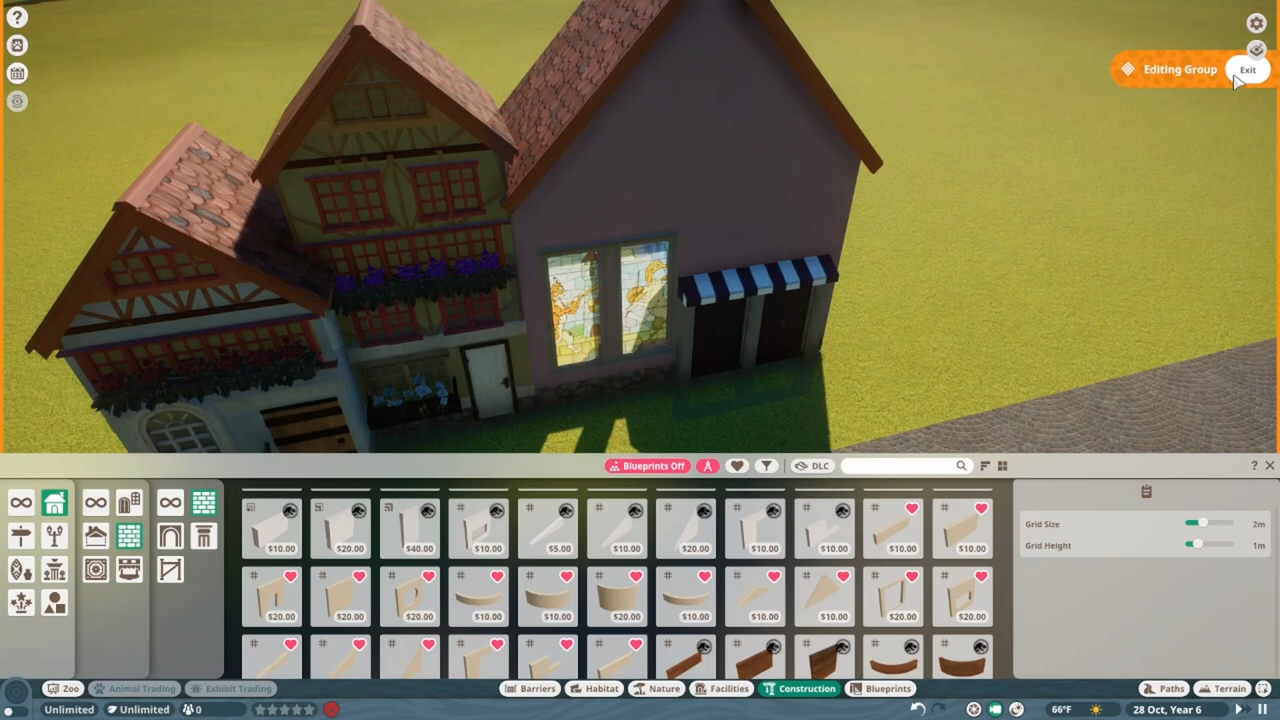 ?
Editing Group Exit
Blueprints Off DLC ? ×
$10.00 $20.00 $40.00 $10.00 $5.00 $10.00 $20.00 $10.00 $10.00 $10.00 $10.00
Grid Size 2m
Grid Height 1m
$20.00 $20.00 $20.00 $10.00 $10.00 $20.00 $10.00 $10.00 $10.00 $20.00 $20.00
Zoo Animal Trading Exhibit Trading Barriers Habitat Nature Facilities Construction Blueprints Paths Terrain
Unlimited Unlimited 0 66°F 28 Oct, Year 6